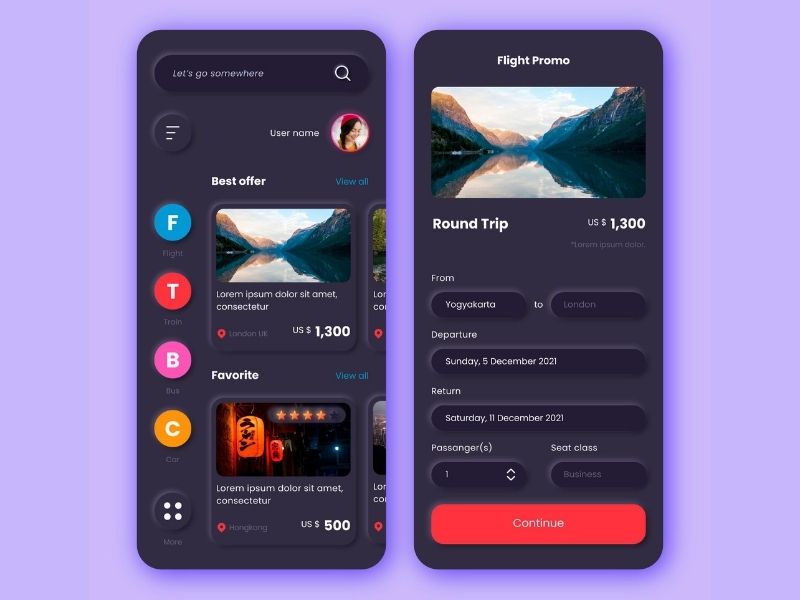 Let's go somewhere
User name
Best offer
View all
F
Flight
T
Train
B
Bus
C
Car
More
Lorem ipsum dolor sit amet,
consectetur
London UK
US $ 1,300
Lor
co
Favorite
View all
Lorem ipsum dolor sit amet,
consectetur
Hongkong
US $ 500
Lor
co
Flight Promo
Round Trip
US $ 1,300
*Lorem ipsum dolor.
From
Yogyakarta to London
Departure
Sunday, 5 December 2021
Return
Saturday, 11 December 2021
Passanger(s) Seat class
1 Business
Continue